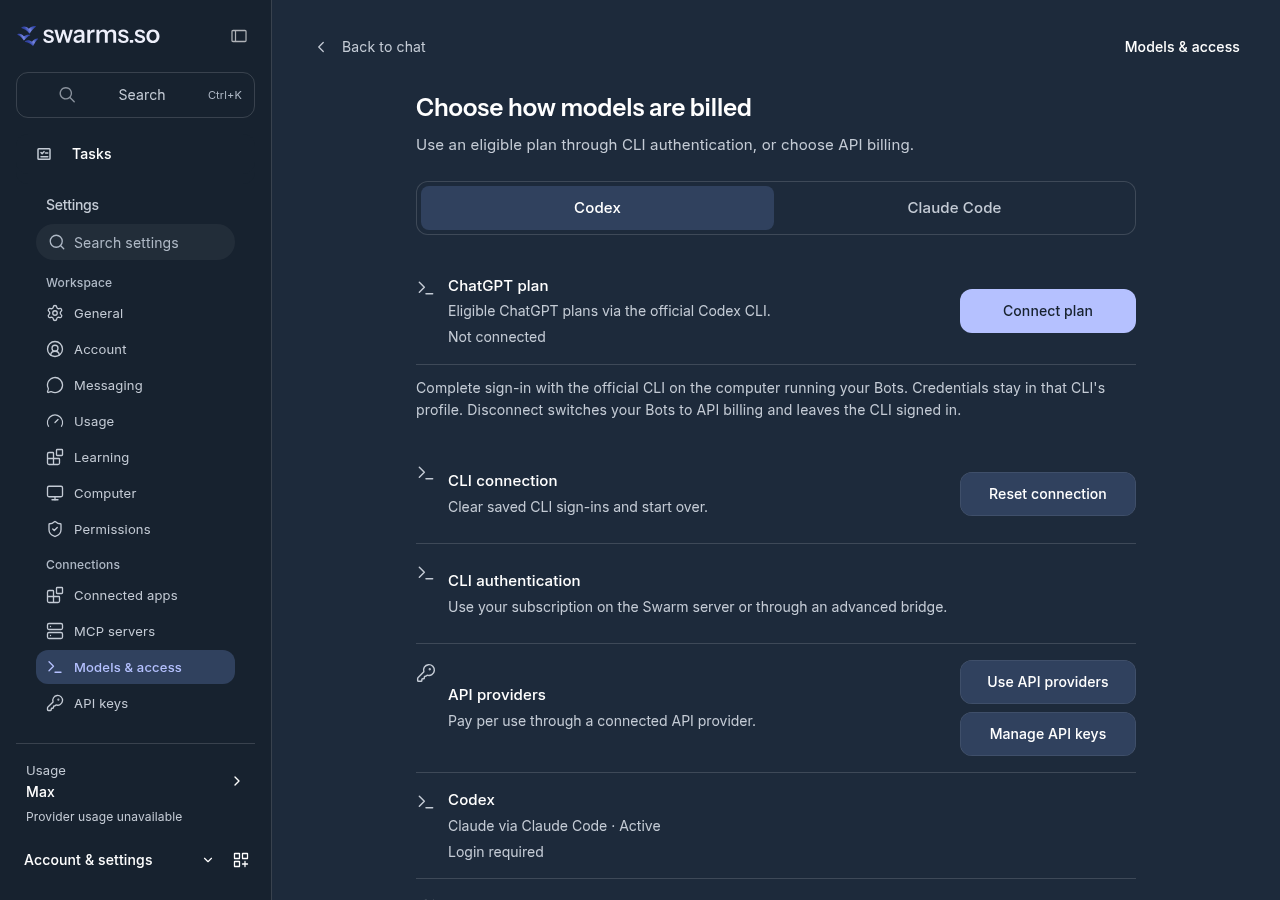 swarms.so
Search
Ctrl+K
Tasks
Settings
Search settings
Workspace
General
Account
Messaging
Usage
Learning
Computer
Permissions
Connections
Connected apps
MCP servers
Models & access
API keys
Usage
Max
Provider usage unavailable
Account & settings
Back to chat
Models & access
Choose how models are billed
Use an eligible plan through CLI authentication, or choose API billing.
Codex
Claude Code
ChatGPT plan
Eligible ChatGPT plans via the official Codex CLI.
Not connected
Connect plan
Complete sign-in with the official CLI on the computer running your Bots. Credentials stay in that CLI's
profile. Disconnect switches your Bots to API billing and leaves the CLI signed in.
CLI connection
Clear saved CLI sign-ins and start over.
Reset connection
CLI authentication
Use your subscription on the Swarm server or through an advanced bridge.
API providers
Pay per use through a connected API provider.
Use API providers
Manage API keys
Codex
Claude via Claude Code · Active
Login required